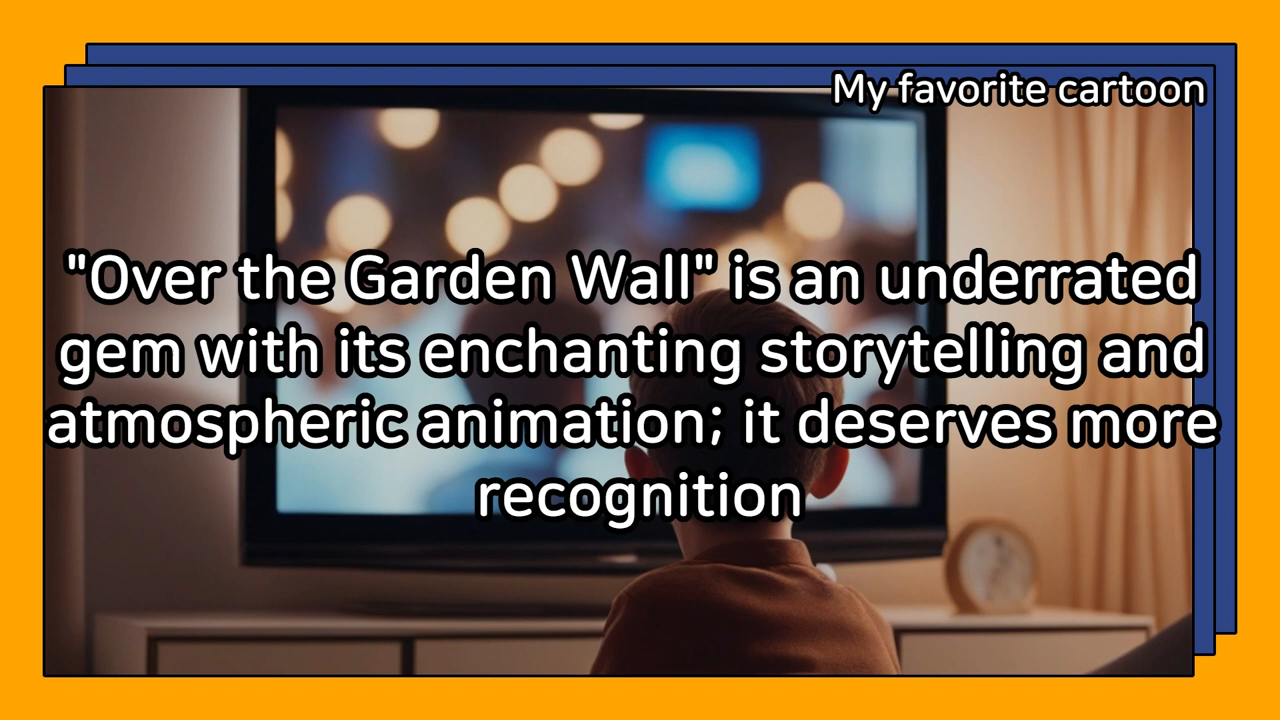 My favorite cartoon
"Over the Garden Wall" is an underrated
gem with its enchanting storytelling and
atmospheric animation; it deserves more
recognition